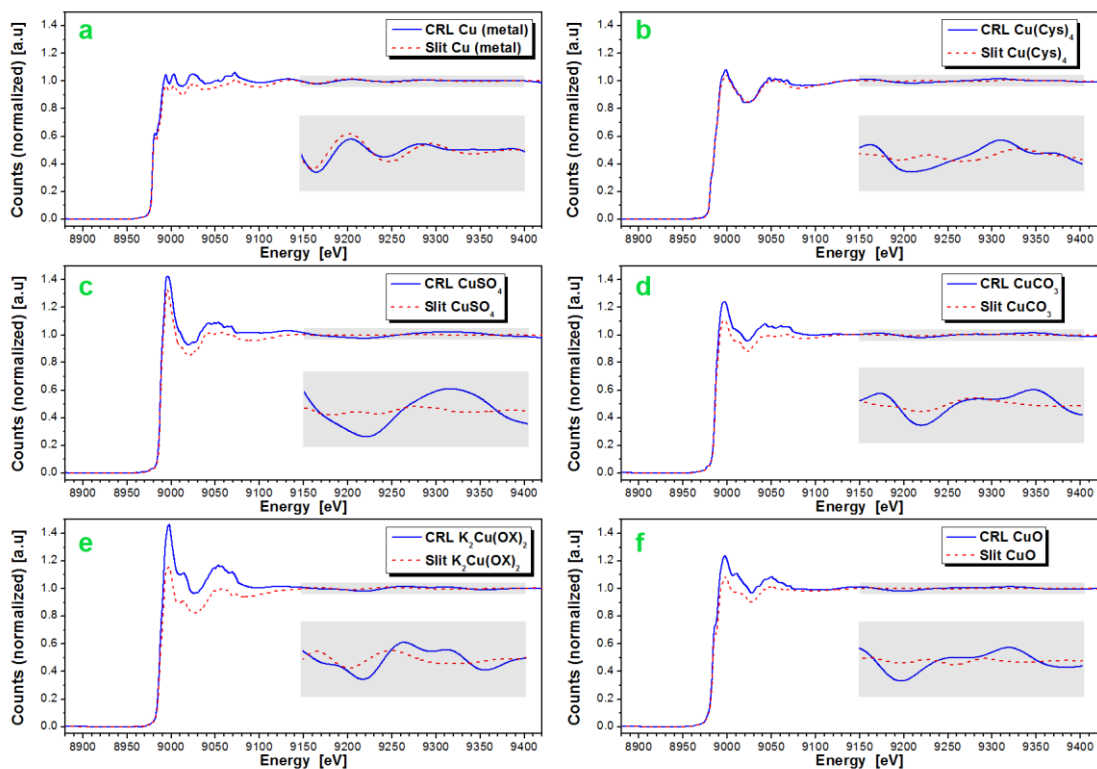 a
CRL Cu (metal)
Slit Cu (metal)
Counts (normalized) [a.u]
1.4
1.2
1.0
0.8
0.6
0.4
0.2
0.0
8900 8950 9000 9050 9100 9150 9200 9250 9300 9350 9400
Energy [eV]
b
CRL Cu(Cys)₄
Slit Cu(Cys)₄
Counts (normalized)) [a.u]
1.4
1.2
1.0
0.8
0.6
0.4
0.2
0.0
8900 8950 9000 9050 9100 9150 9200 9250 9300 9350 9400
Energy [eV]
c
CRL CuSO₄
Slit CuSO₄
Counts (normalized)) [a.u]
1.4
1.2
1.0
0.8
0.6
0.4
0.2
0.0
8900 8950 9000 9050 9100 9150 9200 9250 9300 9350 9400
Energy [eV]
d
CRL CuCO₃
Slit CuCO₃
Counts (normalized)) [a.u]
1.4
1.2
1.0
0.8
0.6
0.4
0.2
0.0
8900 8950 9000 9050 9100 9150 9200 9250 9300 9350 9400
Energy [eV]
e
CRL K₂Cu(OX)₂
Slit K₂Cu(OX)₂
Counts (normalized)) [a.u]
1.4
1.2
1.0
0.8
0.6
0.4
0.2
0.0
8900 8950 9000 9050 9100 9150 9200 9250 9300 9350 9400
Energy [eV]
f
CRL CuO
Slit CuO
Counts (normalized)) [a.u]
1.4
1.2
1.0
0.8
0.6
0.4
0.2
0.0
8900 8950 9000 9050 9100 9150 9200 9250 9300 9350 9400
Energy [eV]